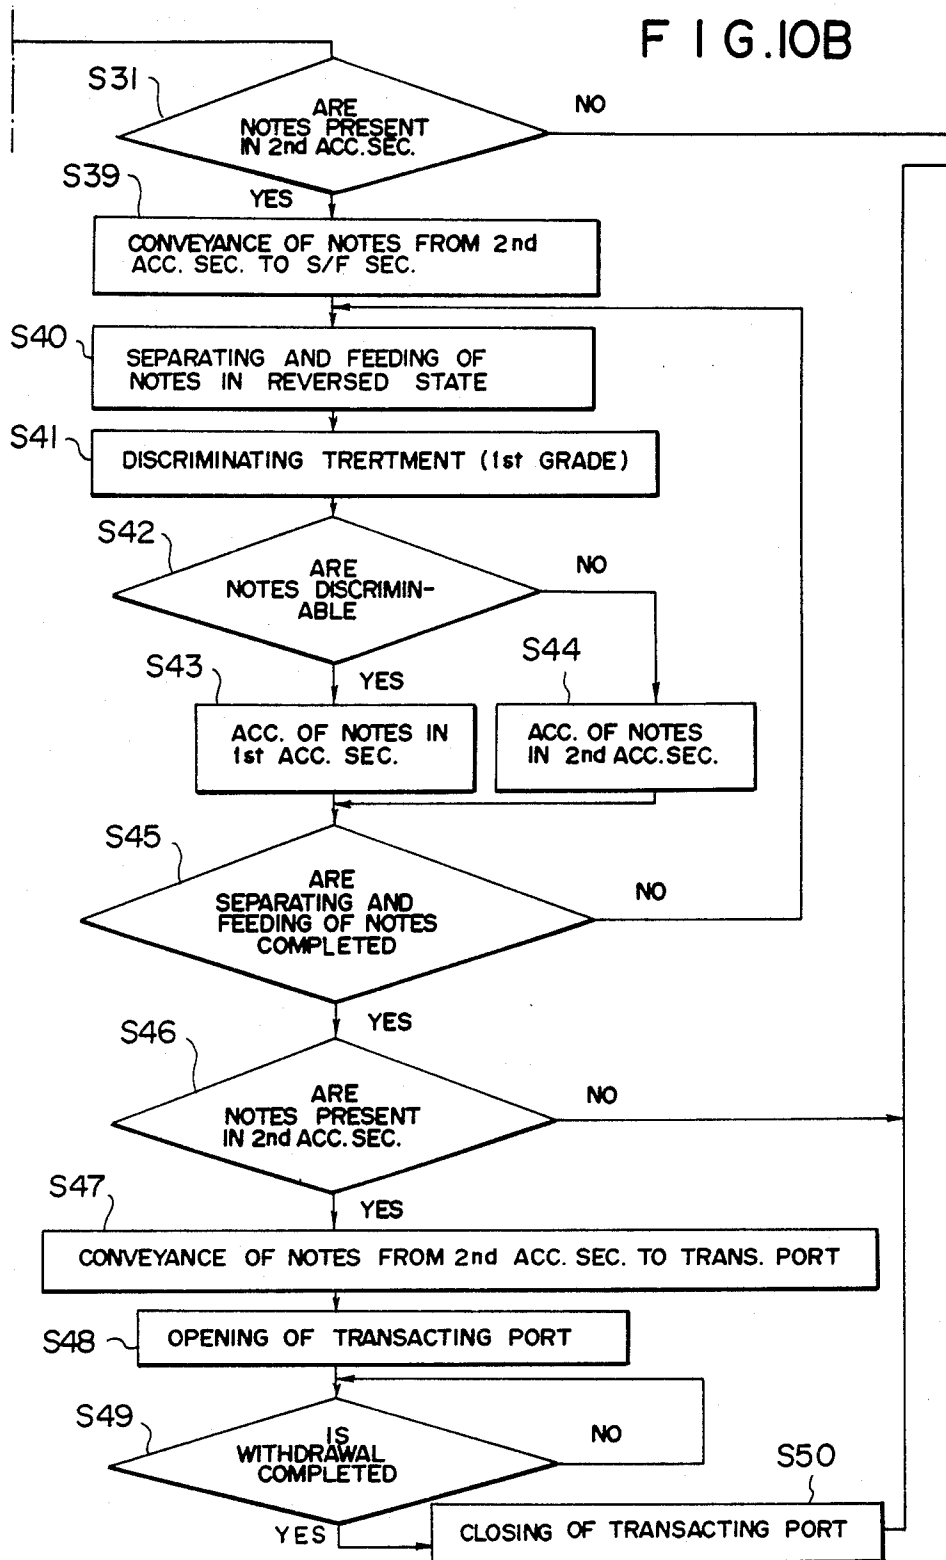 FIG.10B
S31
ARE
NOTES PRESENT
IN 2nd ACC.SEC.
NO
YES
S39
CONVEYANCE OF NOTES FROM 2nd
ACC. SEC. TO S/F SEC.
S40
SEPARATING AND FEEDING OF
NOTES IN REVERSED STATE
S41
DISCRIMINATING TRERTMENT (1st GRADE)
S42
ARE
NOTES DISCRIMIN-
ABLE
NO
YES
S43
ACC. OF NOTES IN
1st ACC. SEC.
S44
ACC. OF NOTES
IN 2nd ACC.SEC.
S45
ARE
SEPARATING AND
FEEDING OF NOTES
COMPLETED
NO
YES
S46
ARE
NOTES PRESENT
IN 2nd ACC.SEC.
NO
YES
S47
CONVEYANCE OF NOTES FROM 2nd ACC. SEC. TO TRANS. PORT
S48
OPENING OF TRANSACTING PORT
S49
IS
WITHDRAWAL
COMPLETED
NO
YES
S50
CLOSING OF TRANSACTING PORT